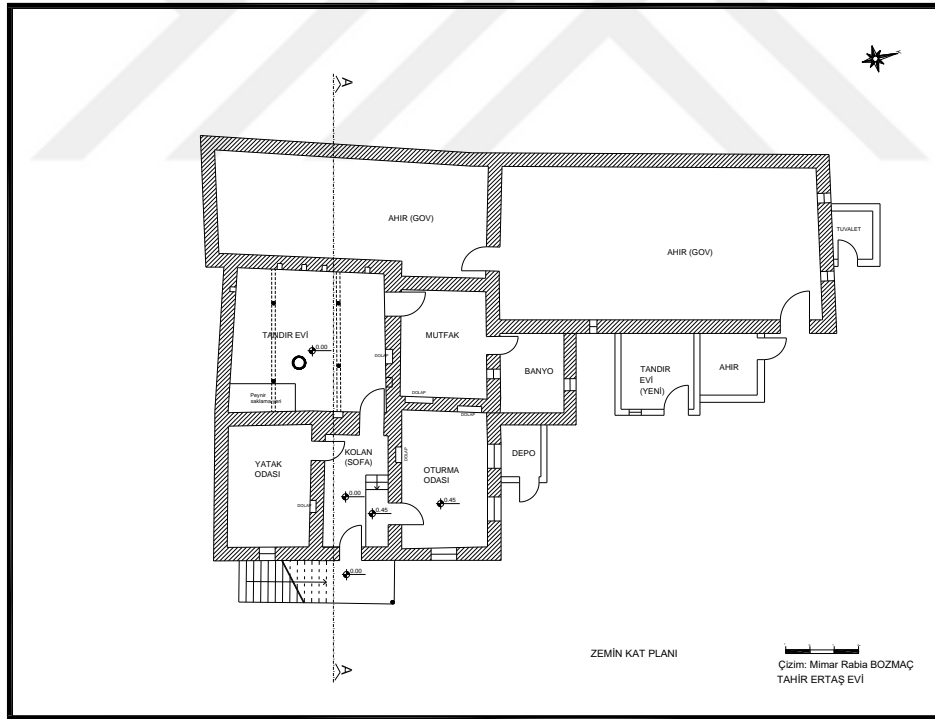 A
AHIR (GOV)
AHIR (GOV)
TUVALET
TANDIR EVİ
0.00
MUTFAK
DOLAP
BANYO
TANDIR
EVİ
(YENİ)
AHIR
Peynir
saklama yeri
DOLAP
DOLAP
YATAK
ODASI
KOLAN
(SOFA)
DOLAP
OTURMA
ODASI
DEPO
DOLAP
0.00
0.45
0.45
0.00
A
ZEMİN KAT PLANI
Çizim: Mimar Rabia BOZMAÇ
TAHİR ERTAŞ EVİ